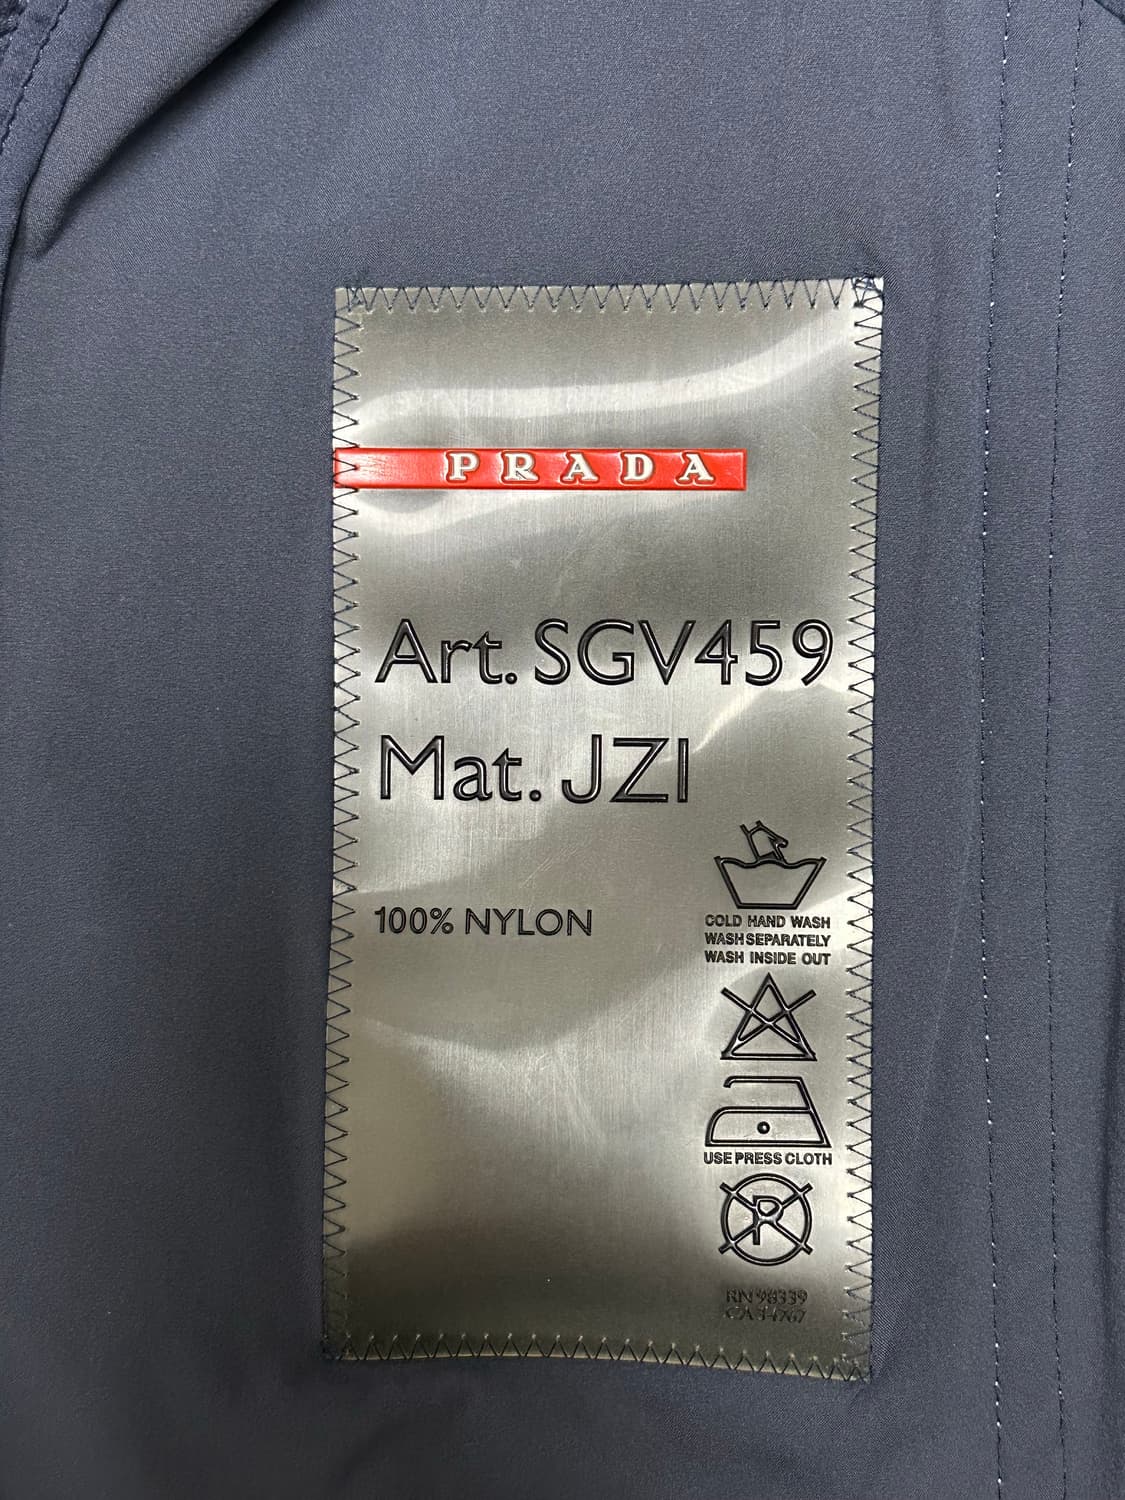 PRADA
Art. SGV459
Mat. JZ1
100% NYLON
COLD HAND WASH
WASH SEPARATELY
WASH INSIDE OUT
USE PRESS CLOTH
P
RN 98339
CA 34767